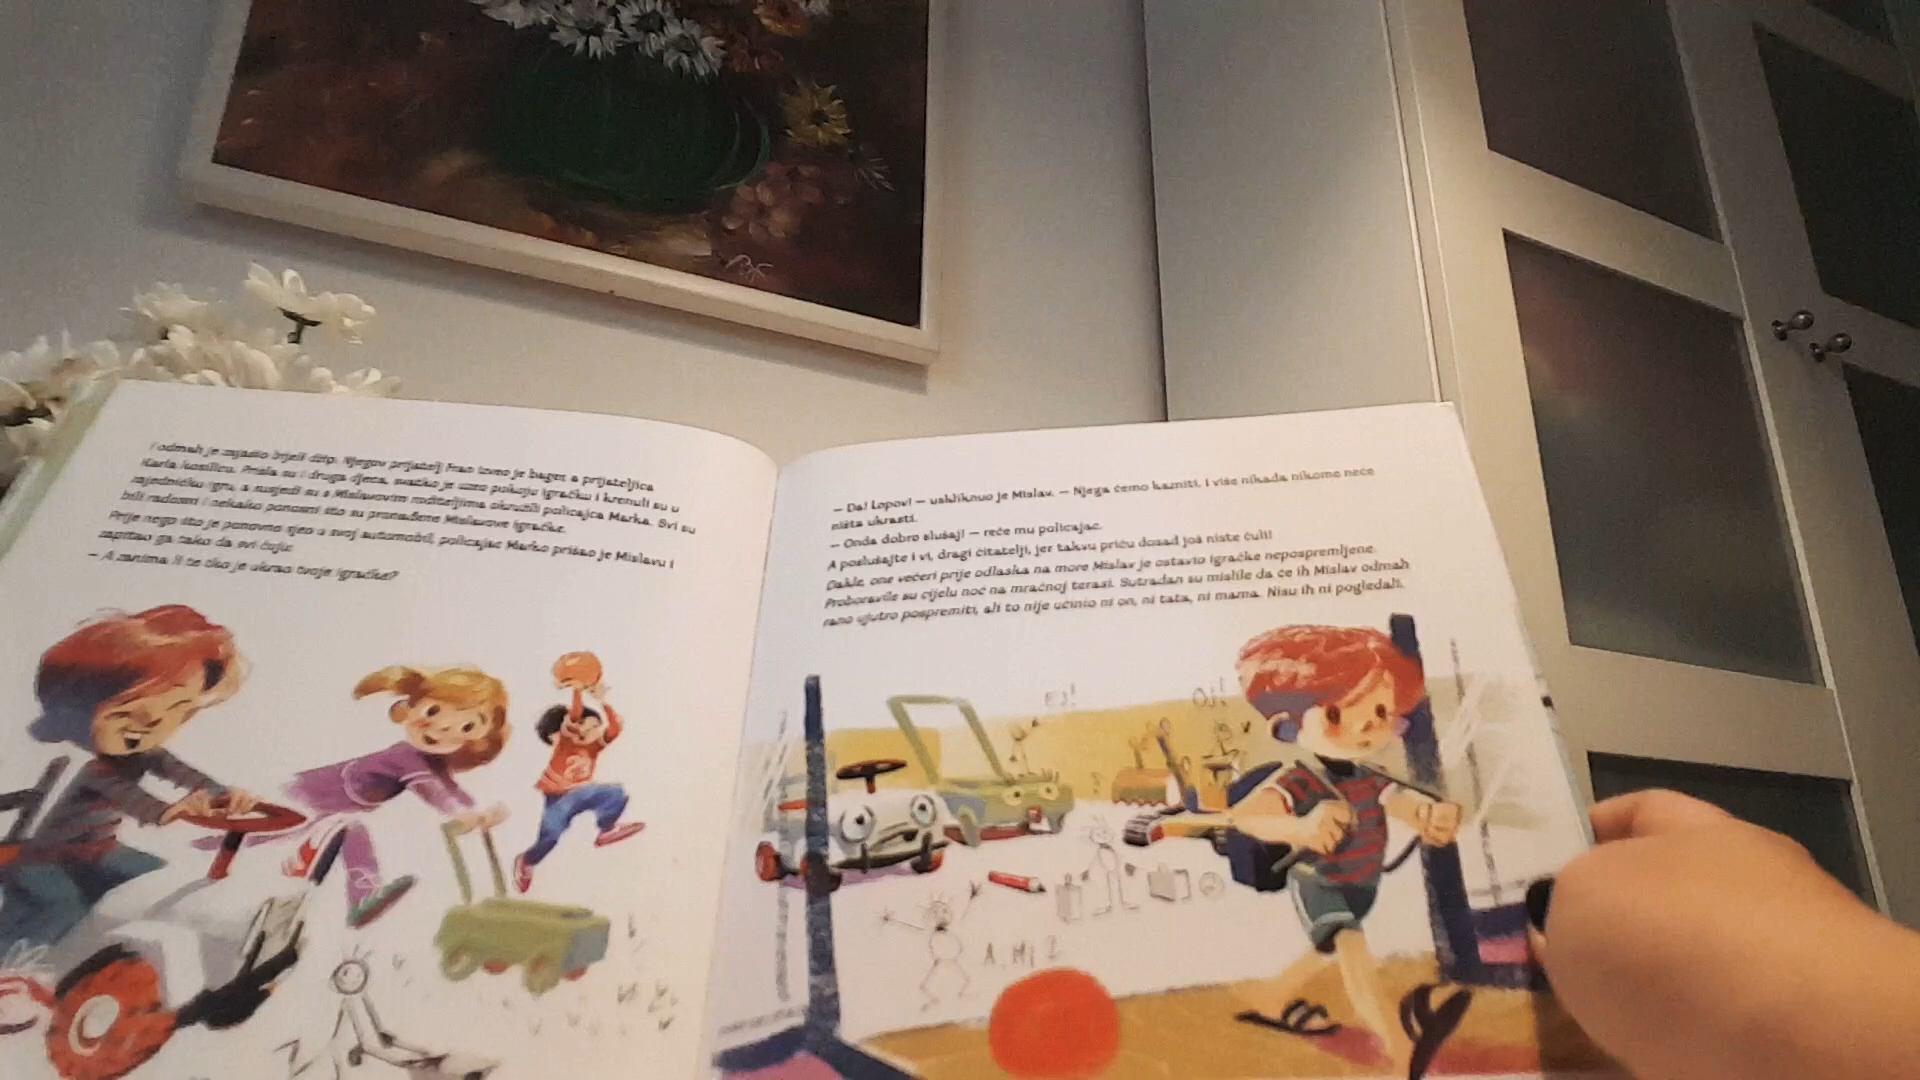 I odmah je zajašio bijeli džip. Njegov prijatelj Fran izveo je bager, a prijateljica
Karla kosilicu. Prišla su i druga djeca, svatko je uzeo pokoju igračku i krenuli su u
zajedničku igru, a susjedi su s Mislavovim roditeljima okružili policajca Marka. Svi su
bili radosni i nekako ponosni što su pronađene Mislavove igračke.
Prije nego što je ponovno sjeo u svoj automobil, policajac Marko prišao je Mislavu i
zapitao ga tako da svi čuju:
— A zanima li te tko je ukrao tvoje igračke?
— Da! Lopov! — uskliknuo je Mislav. — Njega ćemo kazniti. I više nikada nikome neće
ništa ukrasti.
— Onda dobro slušaj! — reče mu policajac.
A poslušajte i vi, dragi čitatelji, jer takvu priču dosad još niste čuli!
Dakle, one večeri prije odlaska na more Mislav je ostavio igračke nepospremljene.
Proboravile su cijelu noć na mračnoj terasi. Sutradan su mislile da će ih Mislav odmah
rano ujutro pospremiti, ali to nije učinio ni on, ni tata, ni mama. Nisu ih ni pogledali.
EJ!
OJ!
A MI?
BF